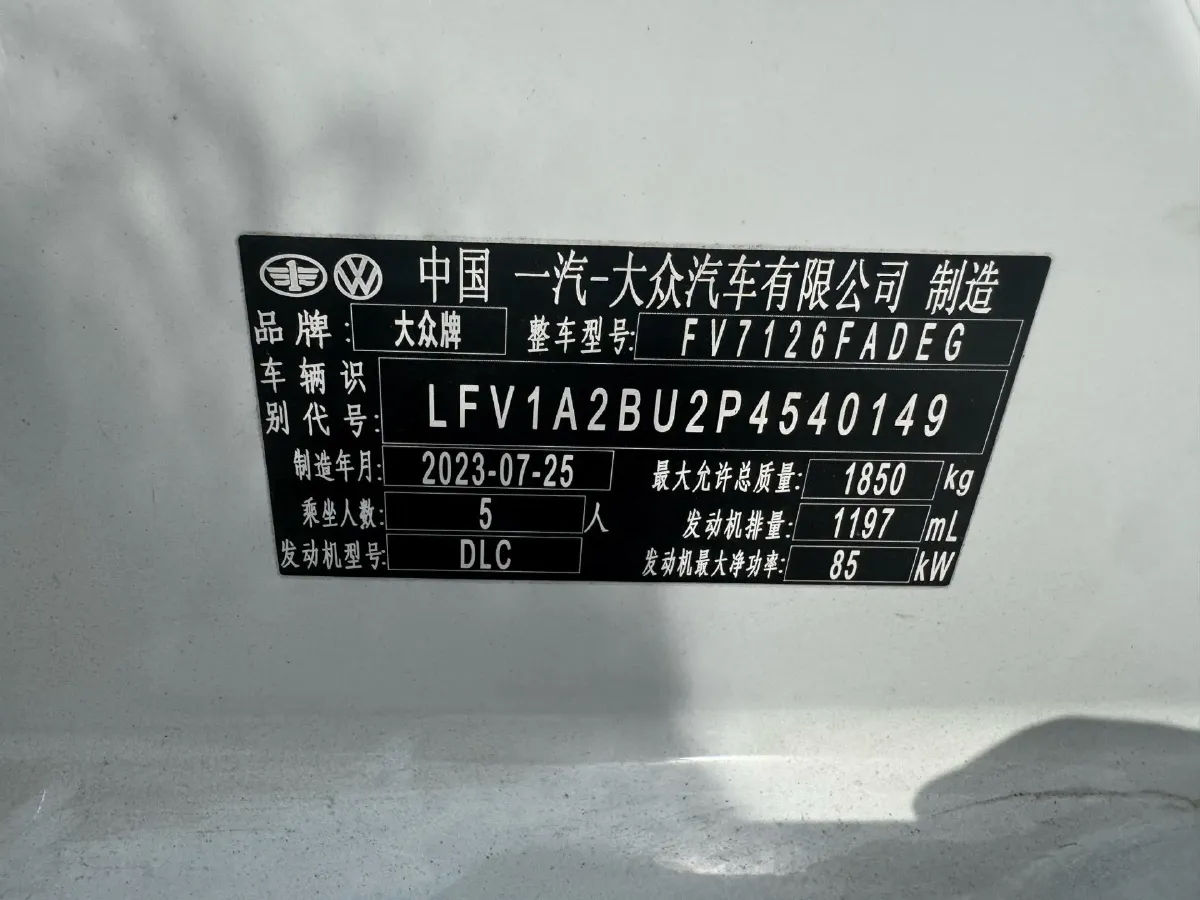 中国 一汽-大众汽车有限公司 制造
品牌: 大众牌 整车型号: FV7126FADEG
车辆识
别代号: LFV1A2BU2P4540149
制造年月: 2023-07-25 最大允许总质量: 1850 kg
乘坐人数: 5 人 发动机排量: 1197 mL
发动机型号: DLC 发动机最大净功率: 85 kW